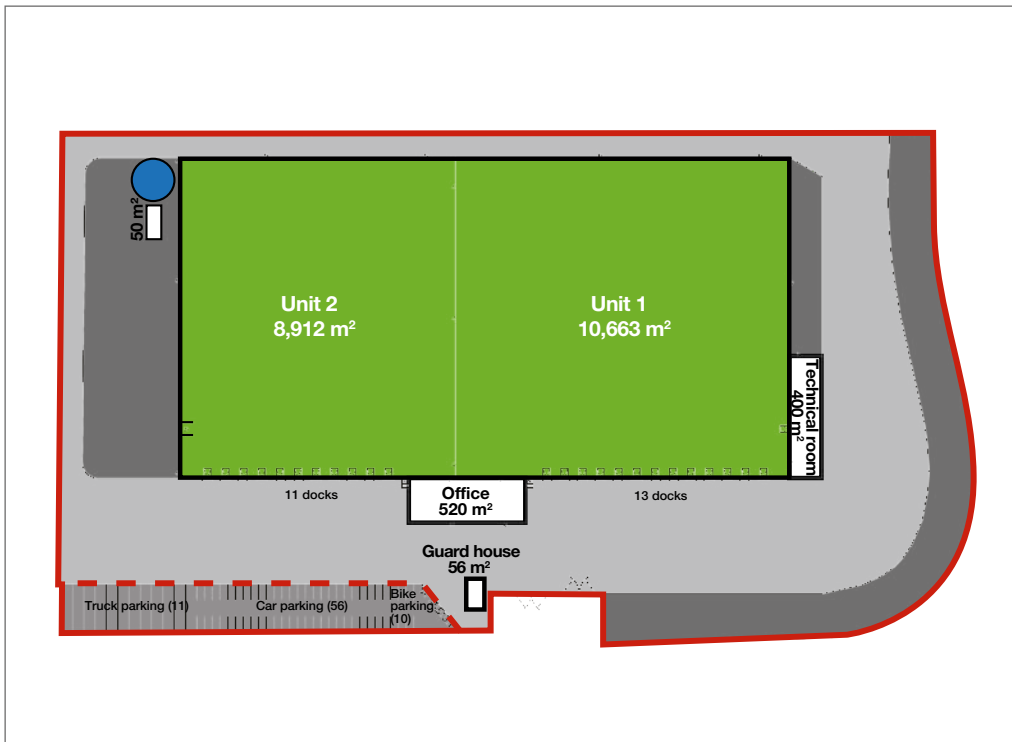 50 m²
Unit 2
8,912 m²
Unit 1
10,663 m²
Technical room
400 m²
11 docks
Office
520 m²
13 docks
Guard house
56 m²
Truck parking (11)
Car parking (56)
Bike
parking
(10)